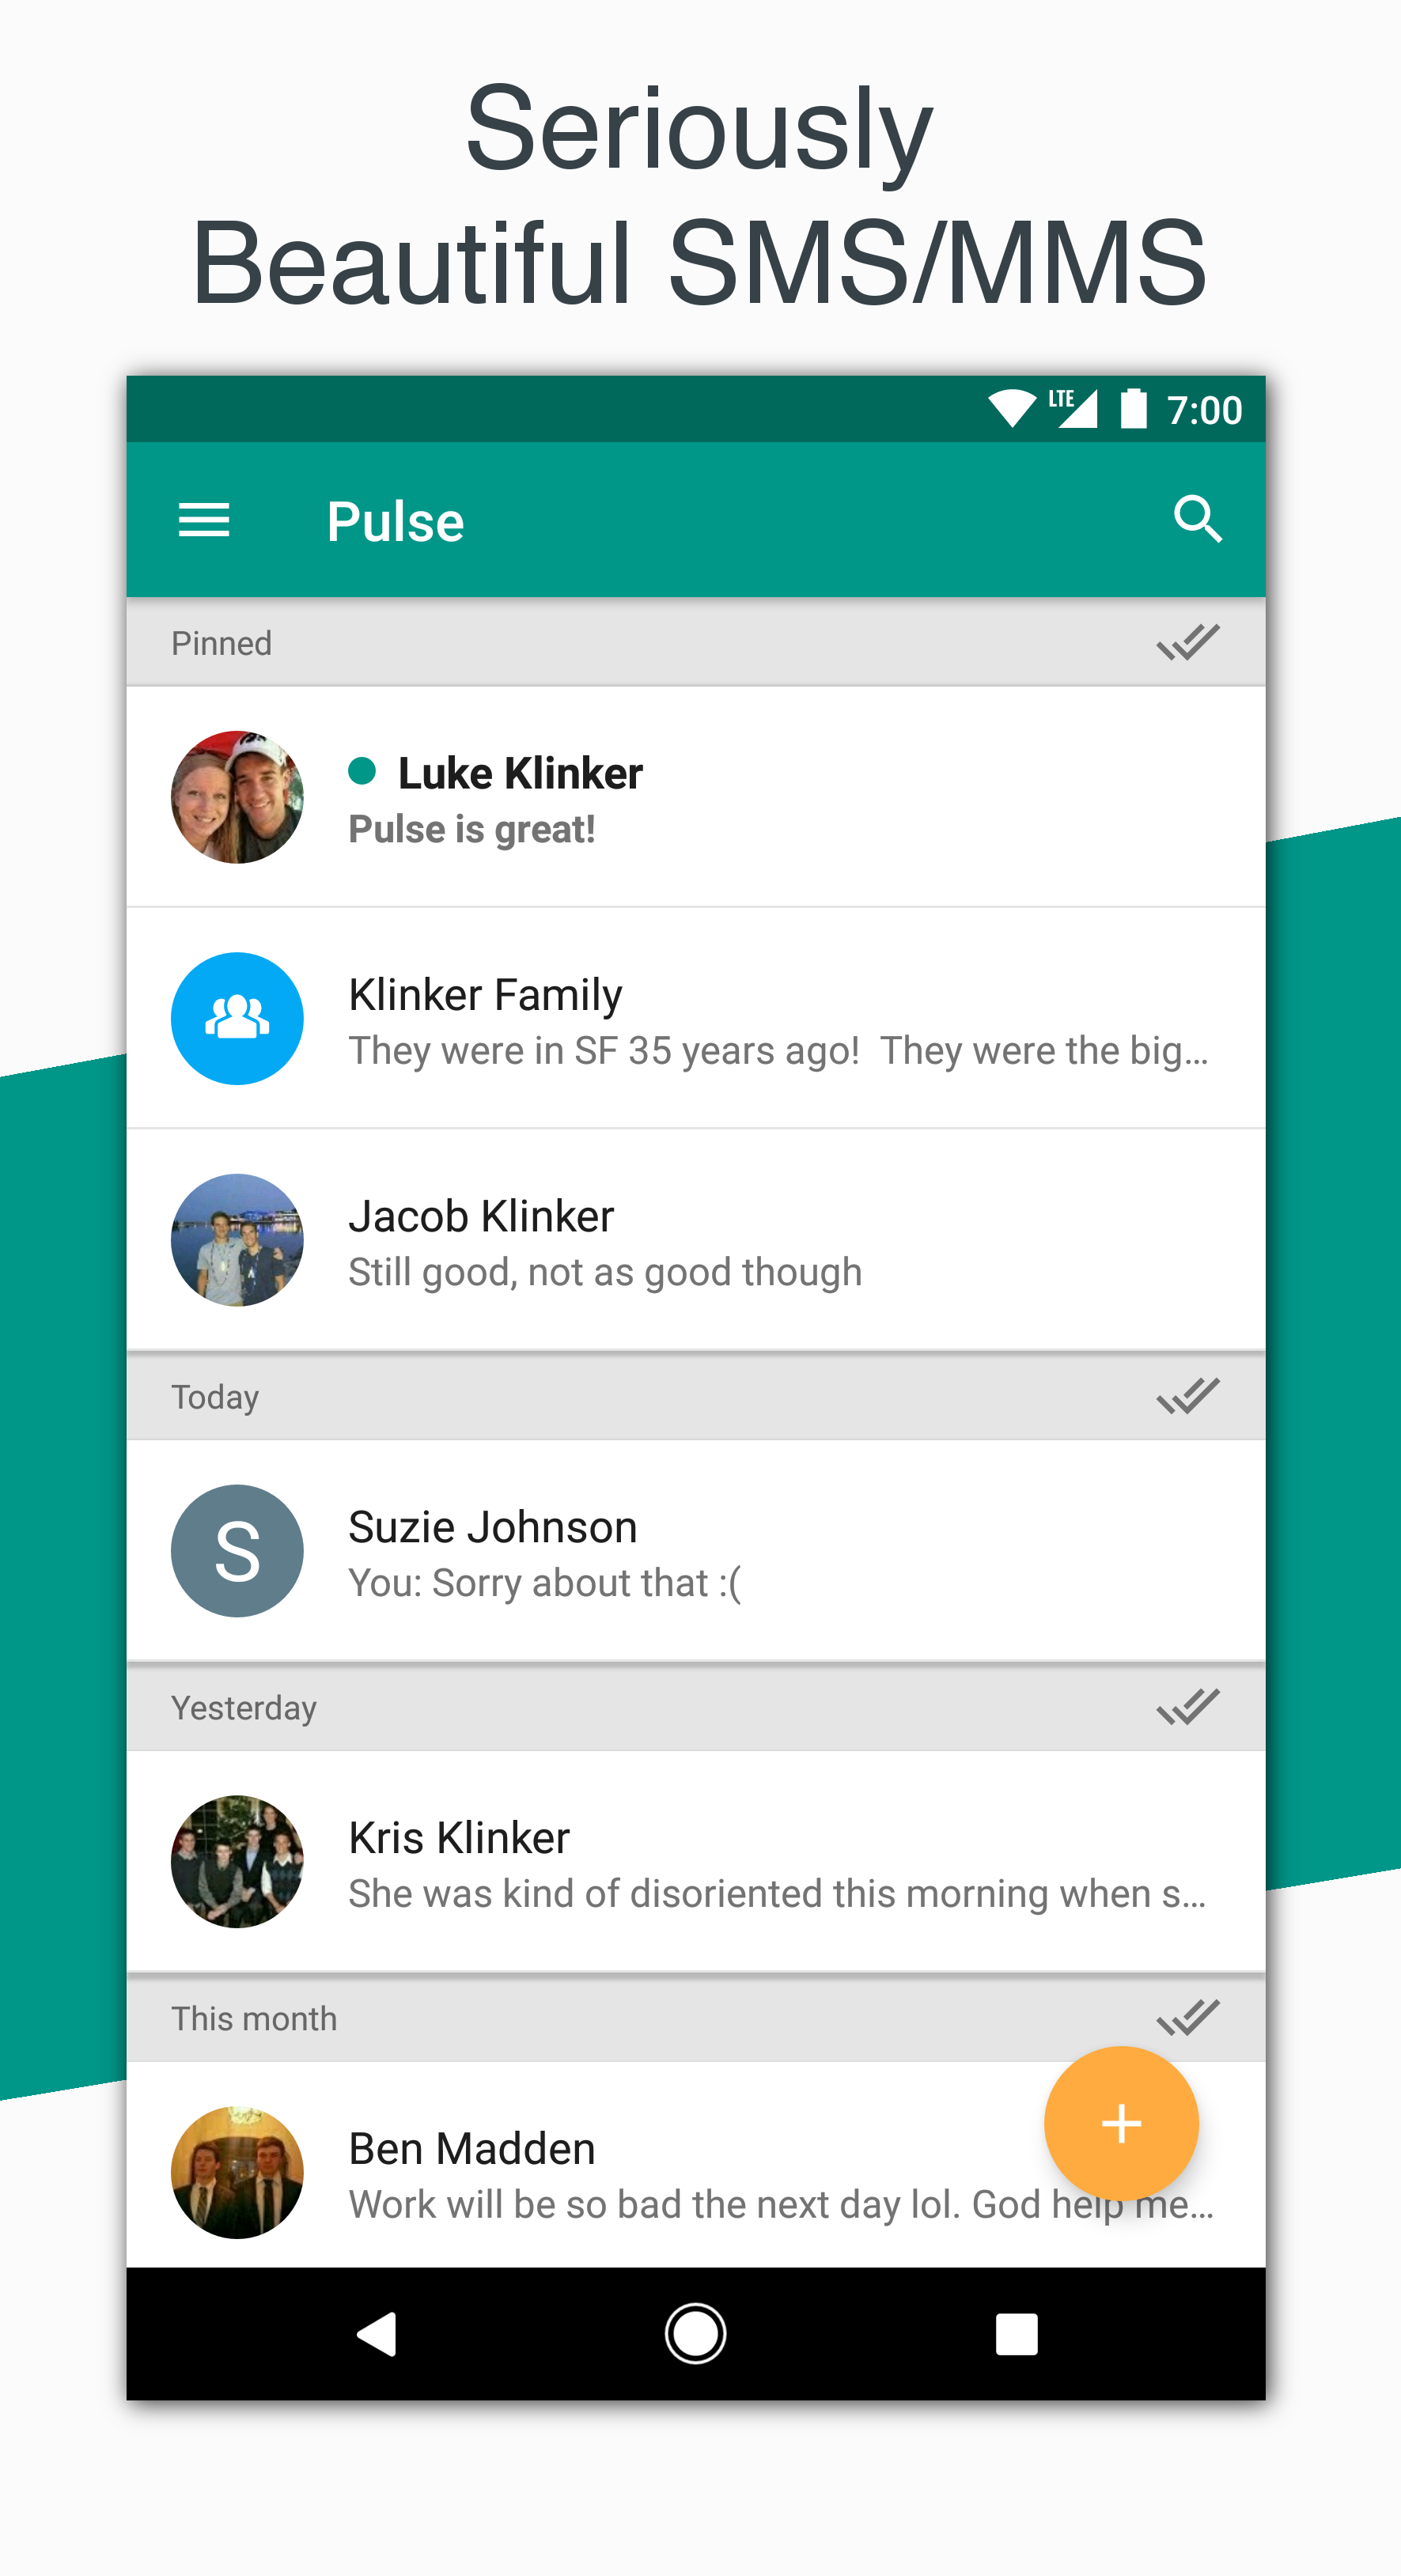 Seriously
Beautiful SMS/MMS
LTE 7:00
Pulse
Pinned
Luke Klinker
Pulse is great!
Klinker Family
They were in SF 35 years ago!  They were the big…
Jacob Klinker
Still good, not as good though
Today
S
Suzie Johnson
You: Sorry about that :(
Yesterday
Kris Klinker
She was kind of disoriented this morning when s…
This month
Ben Madden
Work will be so bad the next day lol. God help me…